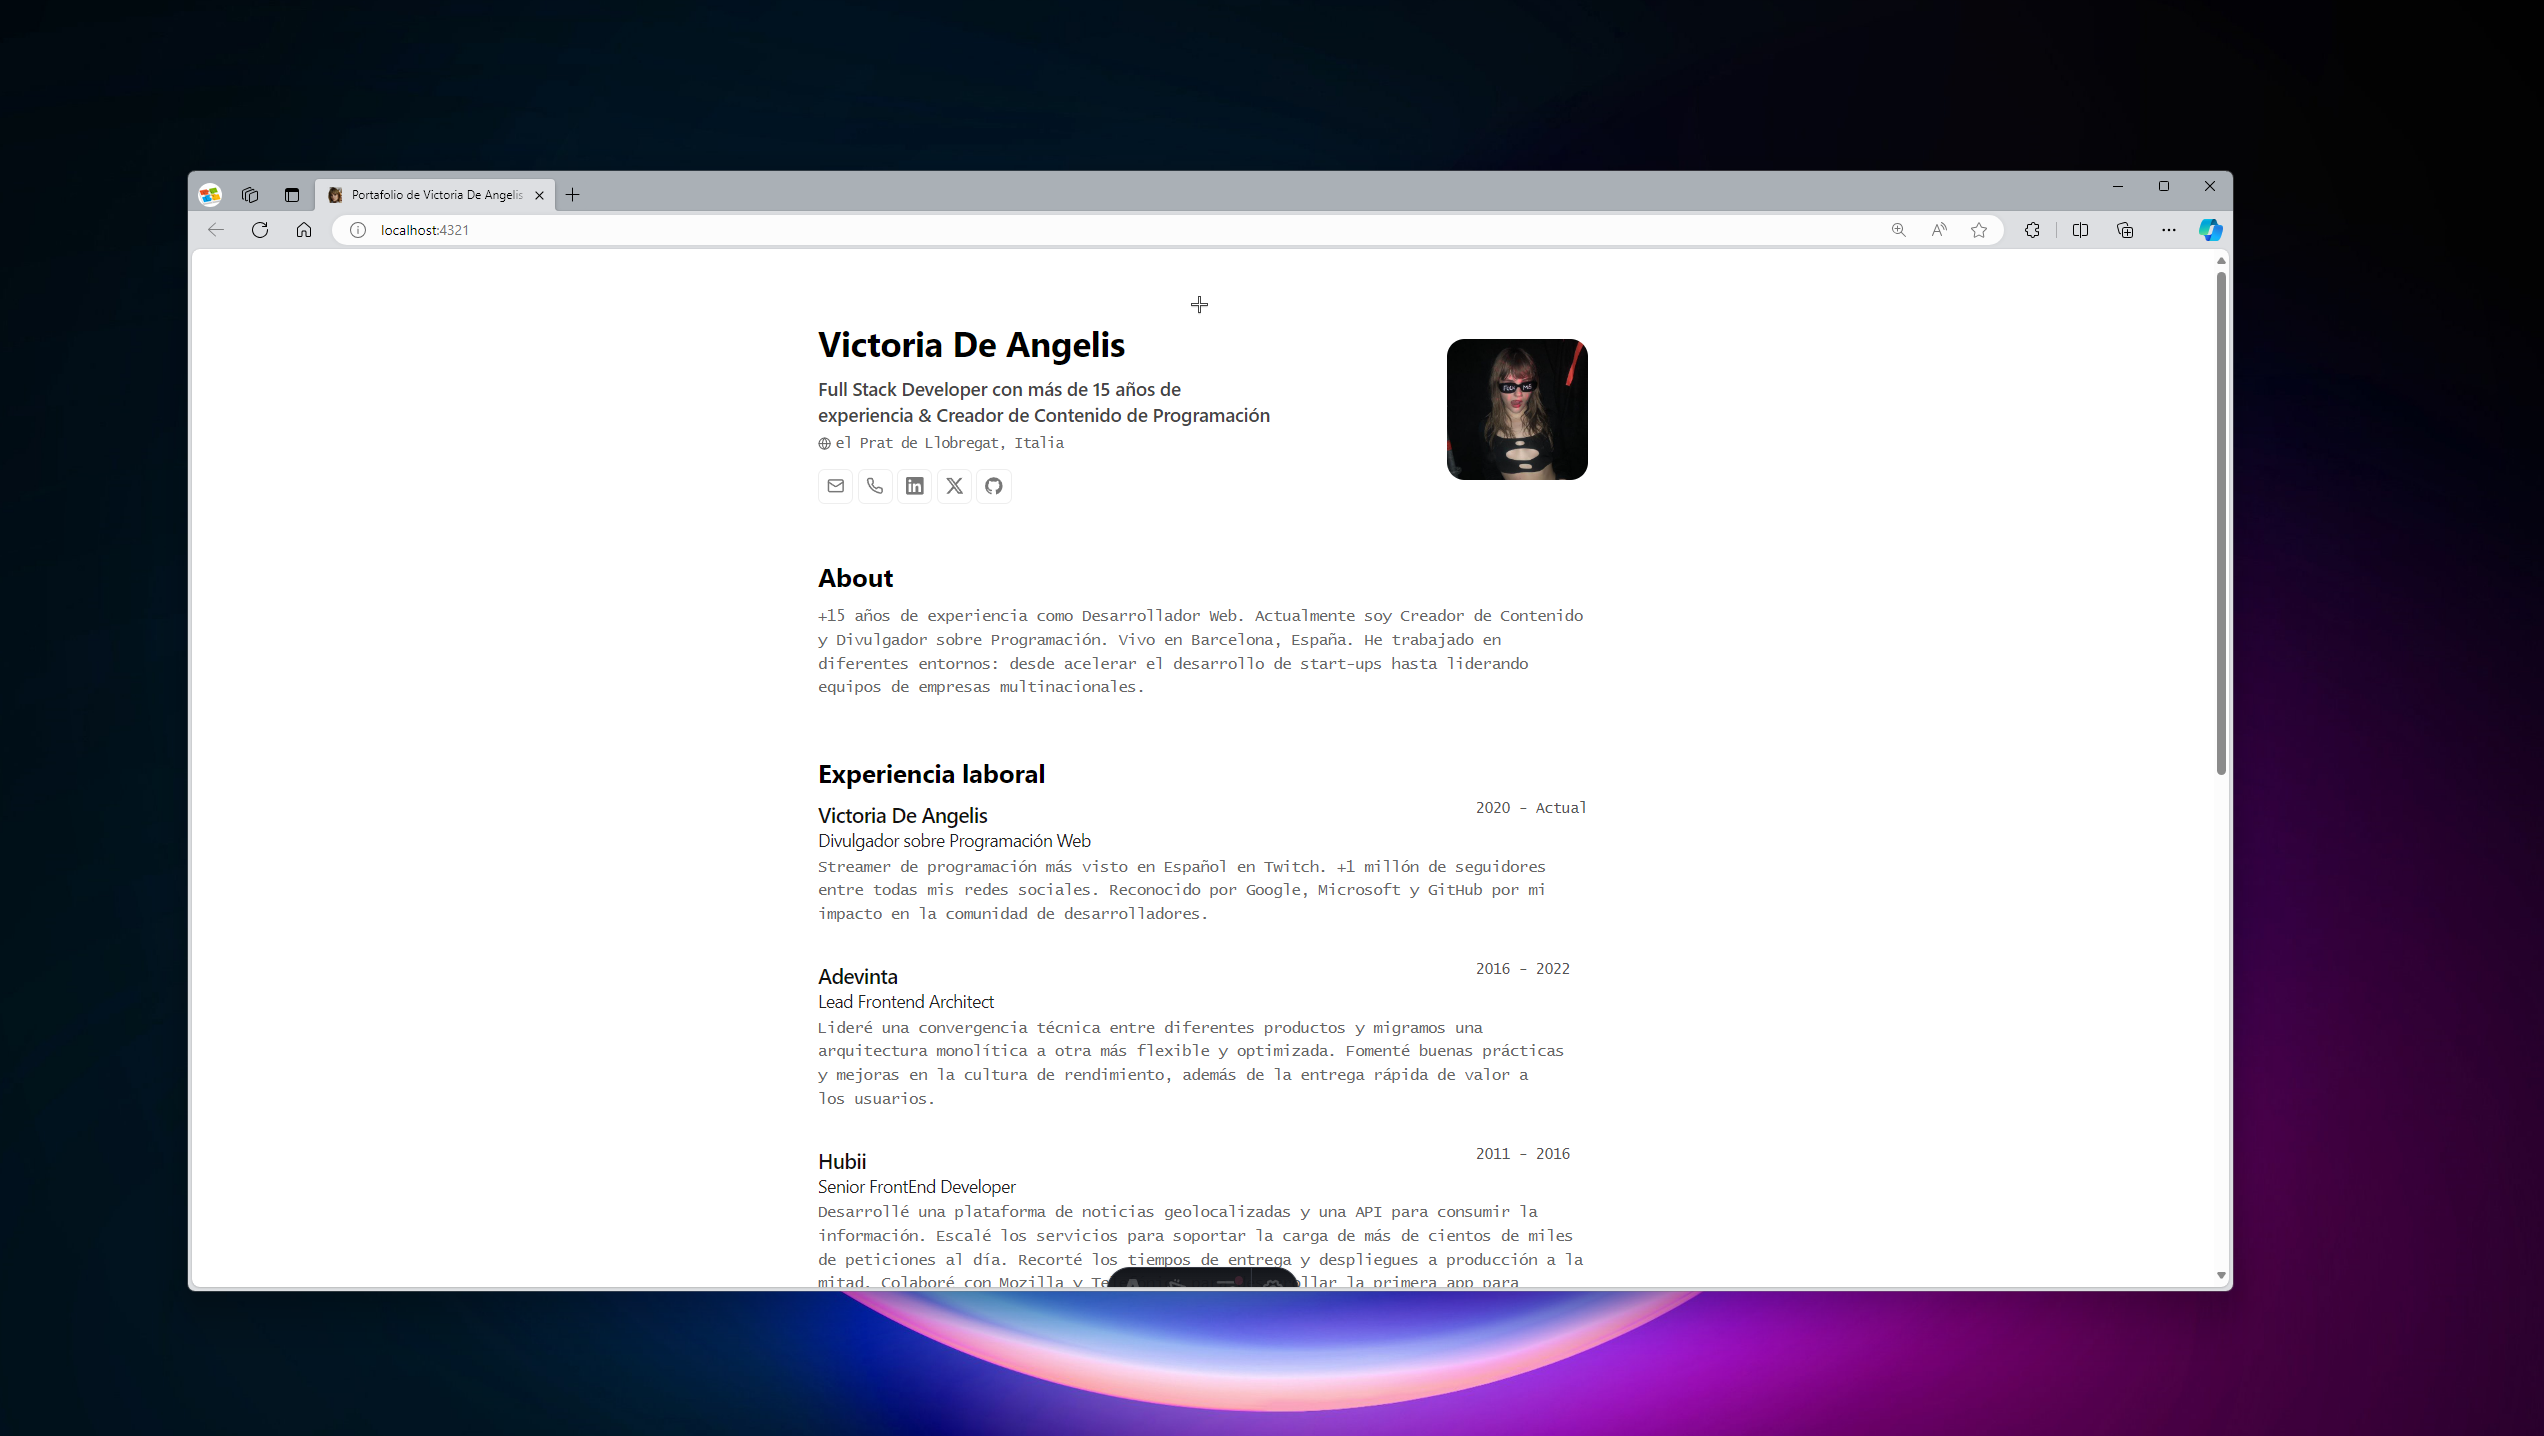 Portafolio de Victoria De Angelis
localhost:4321
Victoria De Angelis
Full Stack Developer con más de 15 años de
experiencia & Creador de Contenido de Programación
el Prat de Llobregat, Italia
About
+15 años de experiencia como Desarrollador Web. Actualmente soy Creador de Contenido
y Divulgador sobre Programación. Vivo en Barcelona, España. He trabajado en
diferentes entornos: desde acelerar el desarrollo de start-ups hasta liderando
equipos de empresas multinacionales.
Experiencia laboral
Victoria De Angelis
2020 - Actual
Divulgador sobre Programación Web
Streamer de programación más visto en Español en Twitch. +1 millón de seguidores
entre todas mis redes sociales. Reconocido por Google, Microsoft y GitHub por mi
impacto en la comunidad de desarrolladores.
Adevinta
2016 - 2022
Lead Frontend Architect
Lideré una convergencia técnica entre diferentes productos y migramos una
arquitectura monolítica a otra más flexible y optimizada. Fomenté buenas prácticas
y mejoras en la cultura de rendimiento, además de la entrega rápida de valor a
los usuarios.
Hubii
2011 - 2016
Senior FrontEnd Developer
Desarrollé una plataforma de noticias geolocalizadas y una API para consumir la
información. Escalé los servicios para soportar la carga de más de cientos de miles
de peticiones al día. Recorté los tiempos de entrega y despliegues a producción a la
mitad. Colaboré con Mozilla y la primera app para